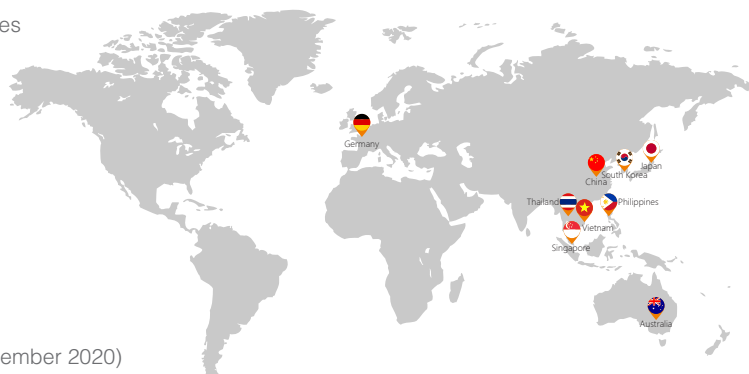 es
Germany
Japan
South Korea
China
Thailand
Philippines
Vietnam
Singapore
Australia
ember 2020)